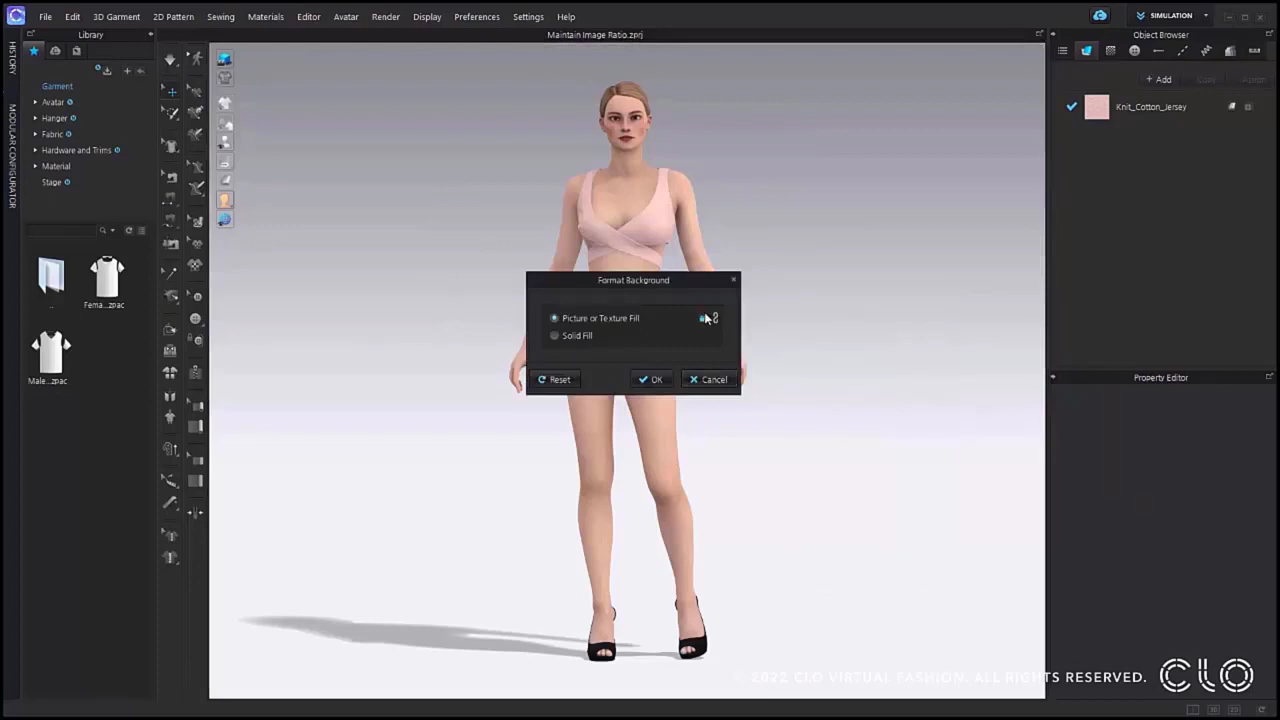 File Edit 3D Garment 2D Pattern Sewing Materials Editor Avatar Render Display Preferences Settings Help
SIMULATION
Library
Maintain Image Ratio.zprj
Object Browser
HISTORY
MODULAR CONFIGURATOR
Garment
Avatar
Hanger
Fabric
Hardware and Trims
Material
Stage
+ Add
Knit_Cotton_Jersey
Fema...zpac
Male...zpac
Format Background
Picture or Texture Fill
Solid Fill
Reset
OK
Cancel
Property Editor
© 2022 CLO VIRTUAL FASHION. ALL RIGHTS RESERVED.
CLO